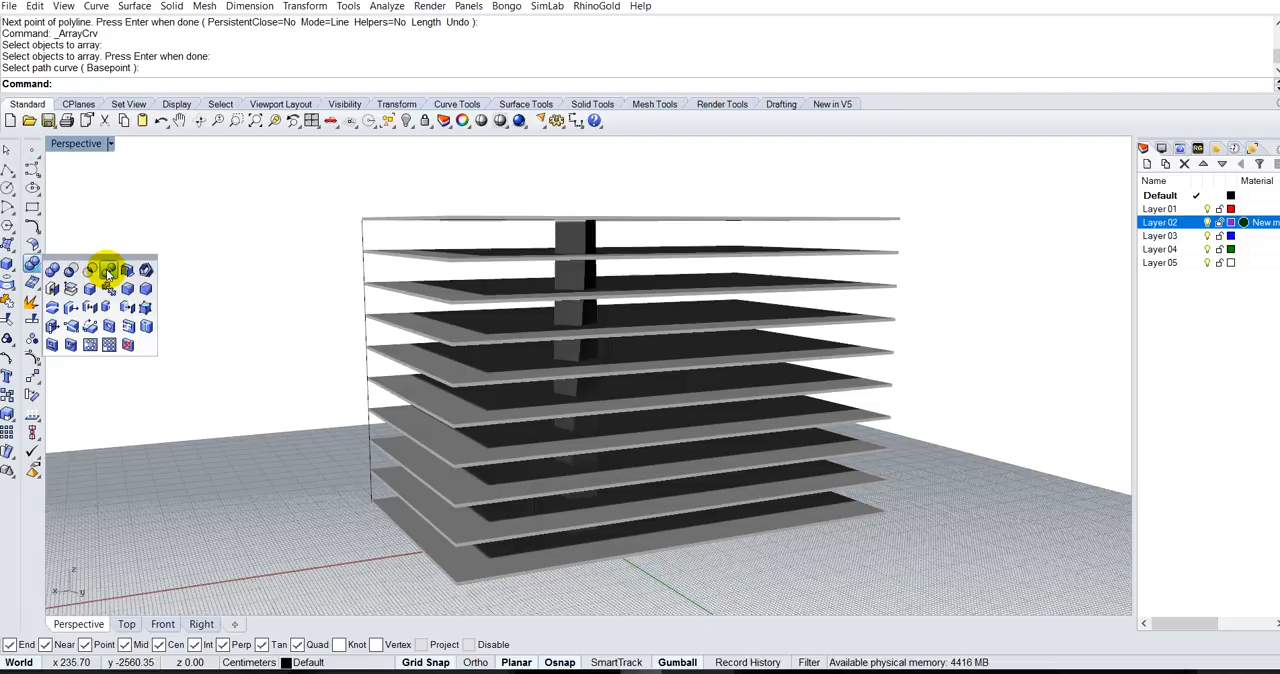 File Edit View Curve Surface Solid Mesh Dimension Transform Tools Analyze Render Panels Bongo SimLab RhinoGold Help
Next point of polyline. Press Enter when done ( PersistentClose=No Mode=Line Helpers=No Length Undo ):
Command: _ArrayCrv
Select objects to array:
Select objects to array. Press Enter when done:
Select path curve ( Basepoint ):
Command:
Standard CPlanes Set View Display Select Viewport Layout Visibility Transform Curve Tools Surface Tools Solid Tools Mesh Tools Render Tools Drafting New in V5
Perspective
Name Material
Default
Layer 01
Layer 02 New m
Layer 03
Layer 04
Layer 05
z
x y
Perspective Top Front Right
End Near Point Mid Cen Int Perp Tan Quad Knot Vertex Project Disable
World x 235.70 y -2560.35 z 0.00 Centimeters Default Grid Snap Ortho Planar Osnap SmartTrack Gumball Record History Filter Available physical memory: 4416 MB